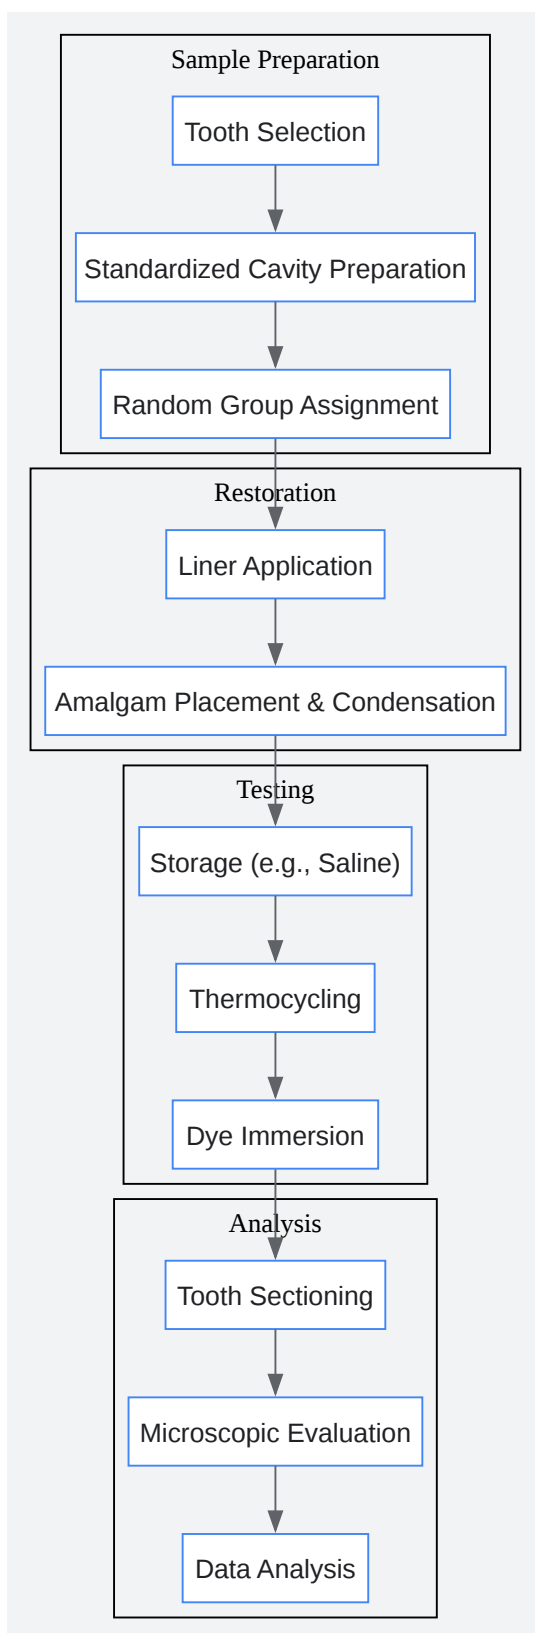 Sample Preparation
Tooth Selection
Standardized Cavity Preparation
Random Group Assignment
Restoration
Liner Application
Amalgam Placement & Condensation
Testing
Storage (e.g., Saline)
Thermocycling
Dye Immersion
Analysis
Tooth Sectioning
Microscopic Evaluation
Data Analysis